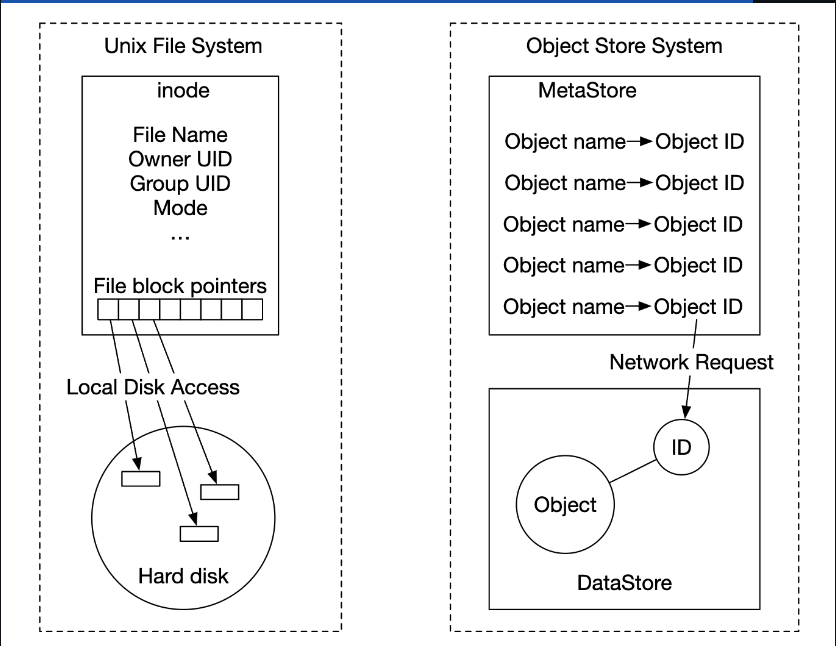 Unix File System
inode
File Name
Owner UID
Group UID
Mode
...
File block pointers
Local Disk Access
Hard disk
Object Store System
MetaStore
Object name Object ID
Object name Object ID
Object name Object ID
Object name Object ID
Object name Object ID
Network Request
ID
Object
DataStore